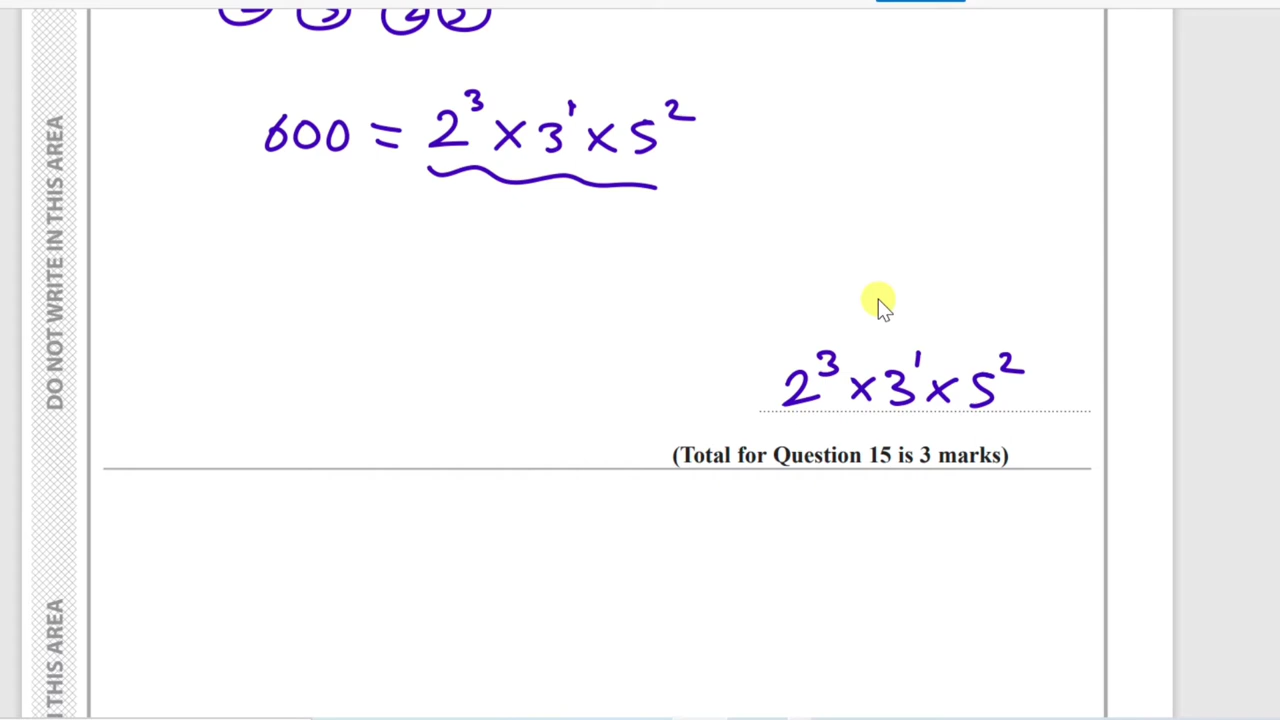 600 = 2³ × 3¹ × 5²
2³ × 3¹ × 5²
(Total for Question 15 is 3 marks)
DO NOT WRITE IN THIS AREA
THIS AREA